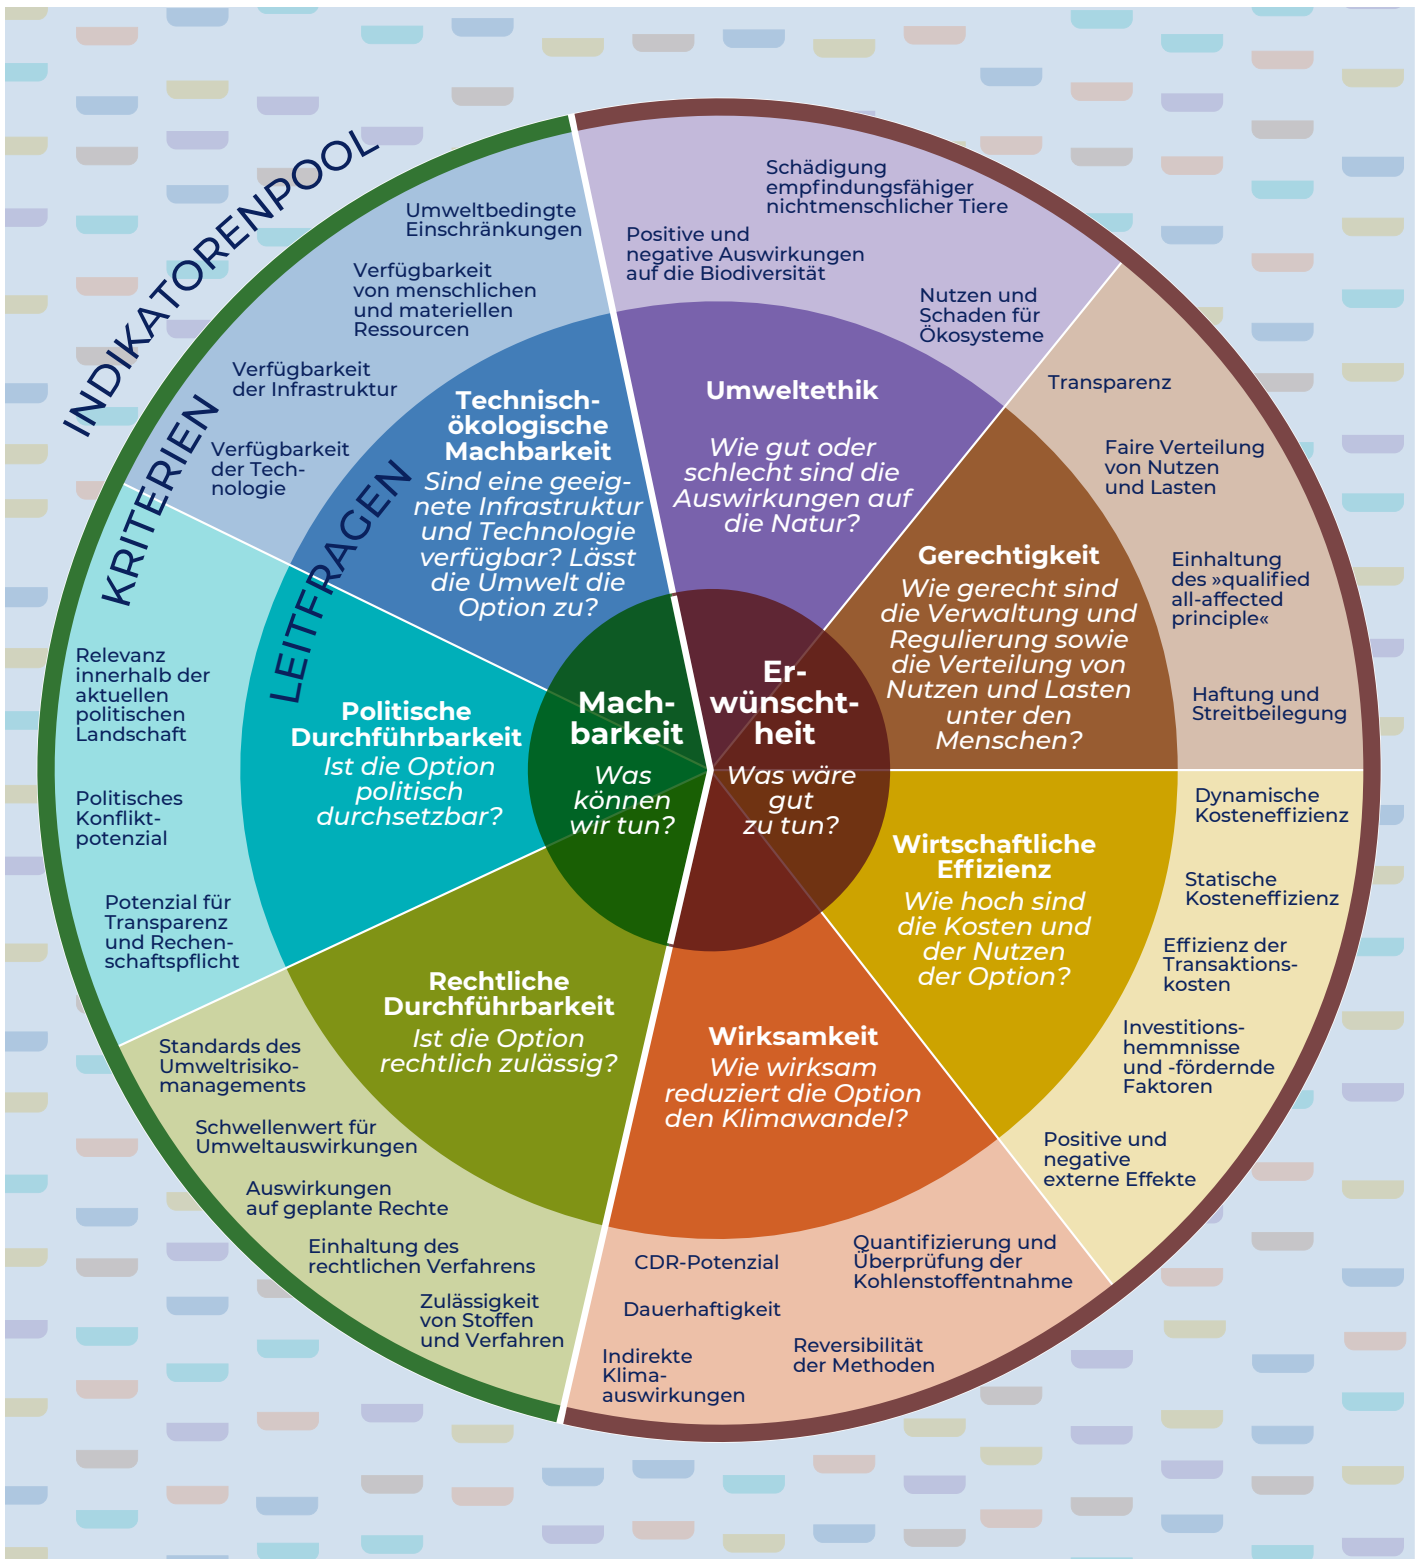 INDIKATORENPOOL
KRITERIEN
LEITFRAGEN
Mach-
barkeit
Was
können
wir tun?
Er-
wünscht-
heit
Was wäre
gut
zu tun?
Umweltethik
Wie gut oder
schlecht sind die
Auswirkungen auf
die Natur?
Schädigung
empfindungsfähiger
nichtmenschlicher Tiere
Positive und
negative Auswirkungen
auf die Biodiversität
Nutzen und
Schaden für
Ökosysteme
Gerechtigkeit
Wie gerecht sind
die Verwaltung und
Regulierung sowie
die Verteilung von
Nutzen und Lasten
unter den
Menschen?
Transparenz
Faire Verteilung
von Nutzen
und Lasten
Einhaltung
des »qualified
all-affected
principle«
Haftung und
Streitbeilegung
Wirtschaftliche
Effizienz
Wie hoch sind
die Kosten und
der Nutzen
der Option?
Dynamische
Kosteneffizienz
Statische
Kosteneffizienz
Effizienz der
Transaktions-
kosten
Investitions-
hemmnisse
und -fördernde
Faktoren
Positive und
negative
externe Effekte
Wirksamkeit
Wie wirksam
reduziert die Option
den Klimawandel?
CDR-Potenzial
Quantifizierung und
Überprüfung der
Kohlenstoffentnahme
Dauerhaftigkeit
Reversibilität
der Methoden
Indirekte
Klima-
auswirkungen
Rechtliche
Durchführbarkeit
Ist die Option
rechtlich zulässig?
Standards des
Umweltrisiko-
managements
Schwellenwert für
Umweltauswirkungen
Auswirkungen
auf geplante Rechte
Einhaltung des
rechtlichen Verfahrens
Zulässigkeit
von Stoffen
und Verfahren
Politische
Durchführbarkeit
Ist die Option
politisch
durchsetzbar?
Relevanz
innerhalb der
aktuellen
politischen
Landschaft
Politisches
Konflikt-
potenzial
Potenzial für
Transparenz
und Rechen-
schaftspflicht
Technisch-
ökologische
Machbarkeit
Sind eine geeig-
nete Infrastruktur
und Technologie
verfügbar? Lässt
die Umwelt die
Option zu?
Umweltbedingte
Einschränkungen
Verfügbarkeit
von menschlichen
und materiellen
Ressourcen
Verfügbarkeit
der Infrastruktur
Verfügbarkeit
der Tech-
nologie